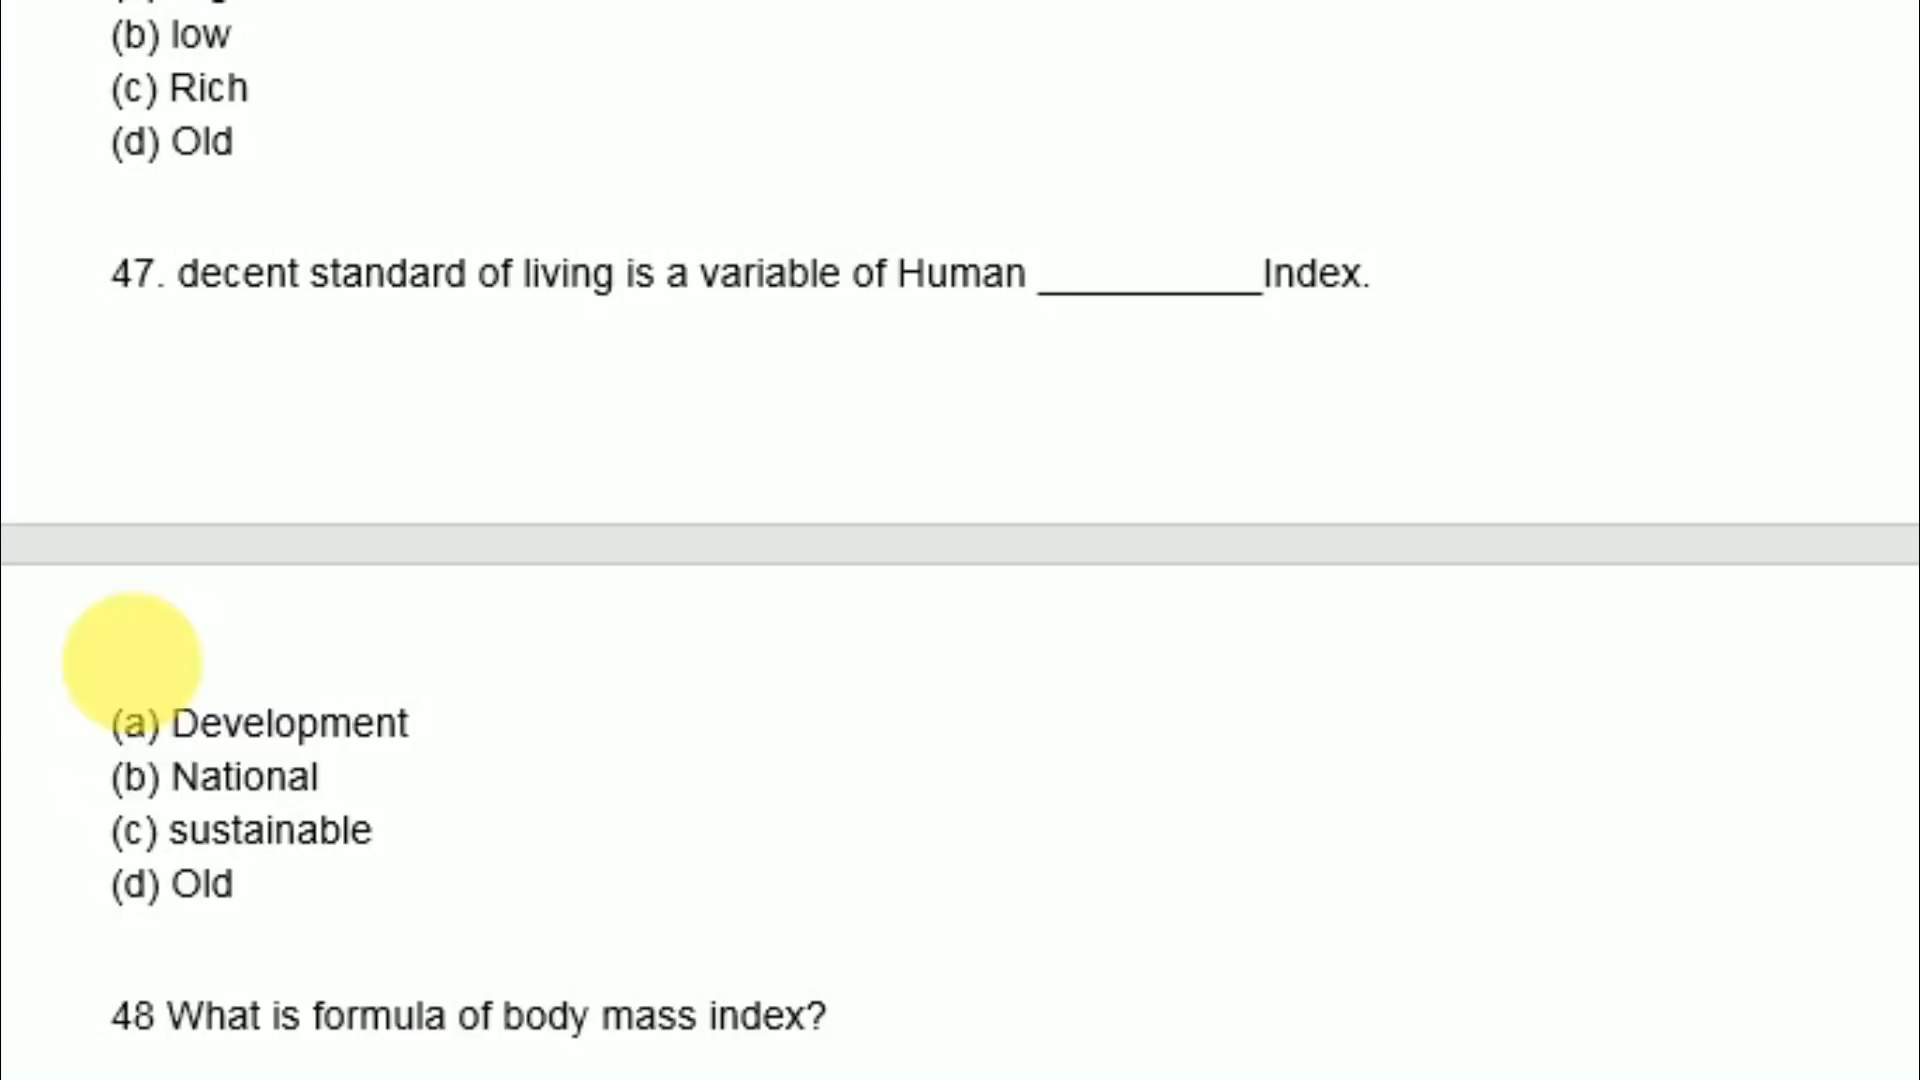 (b) low
(c) Rich
(d) Old
47. decent standard of living is a variable of Human __________Index.
(a) Development
(b) National
(c) sustainable
(d) Old
48 What is formula of body mass index?